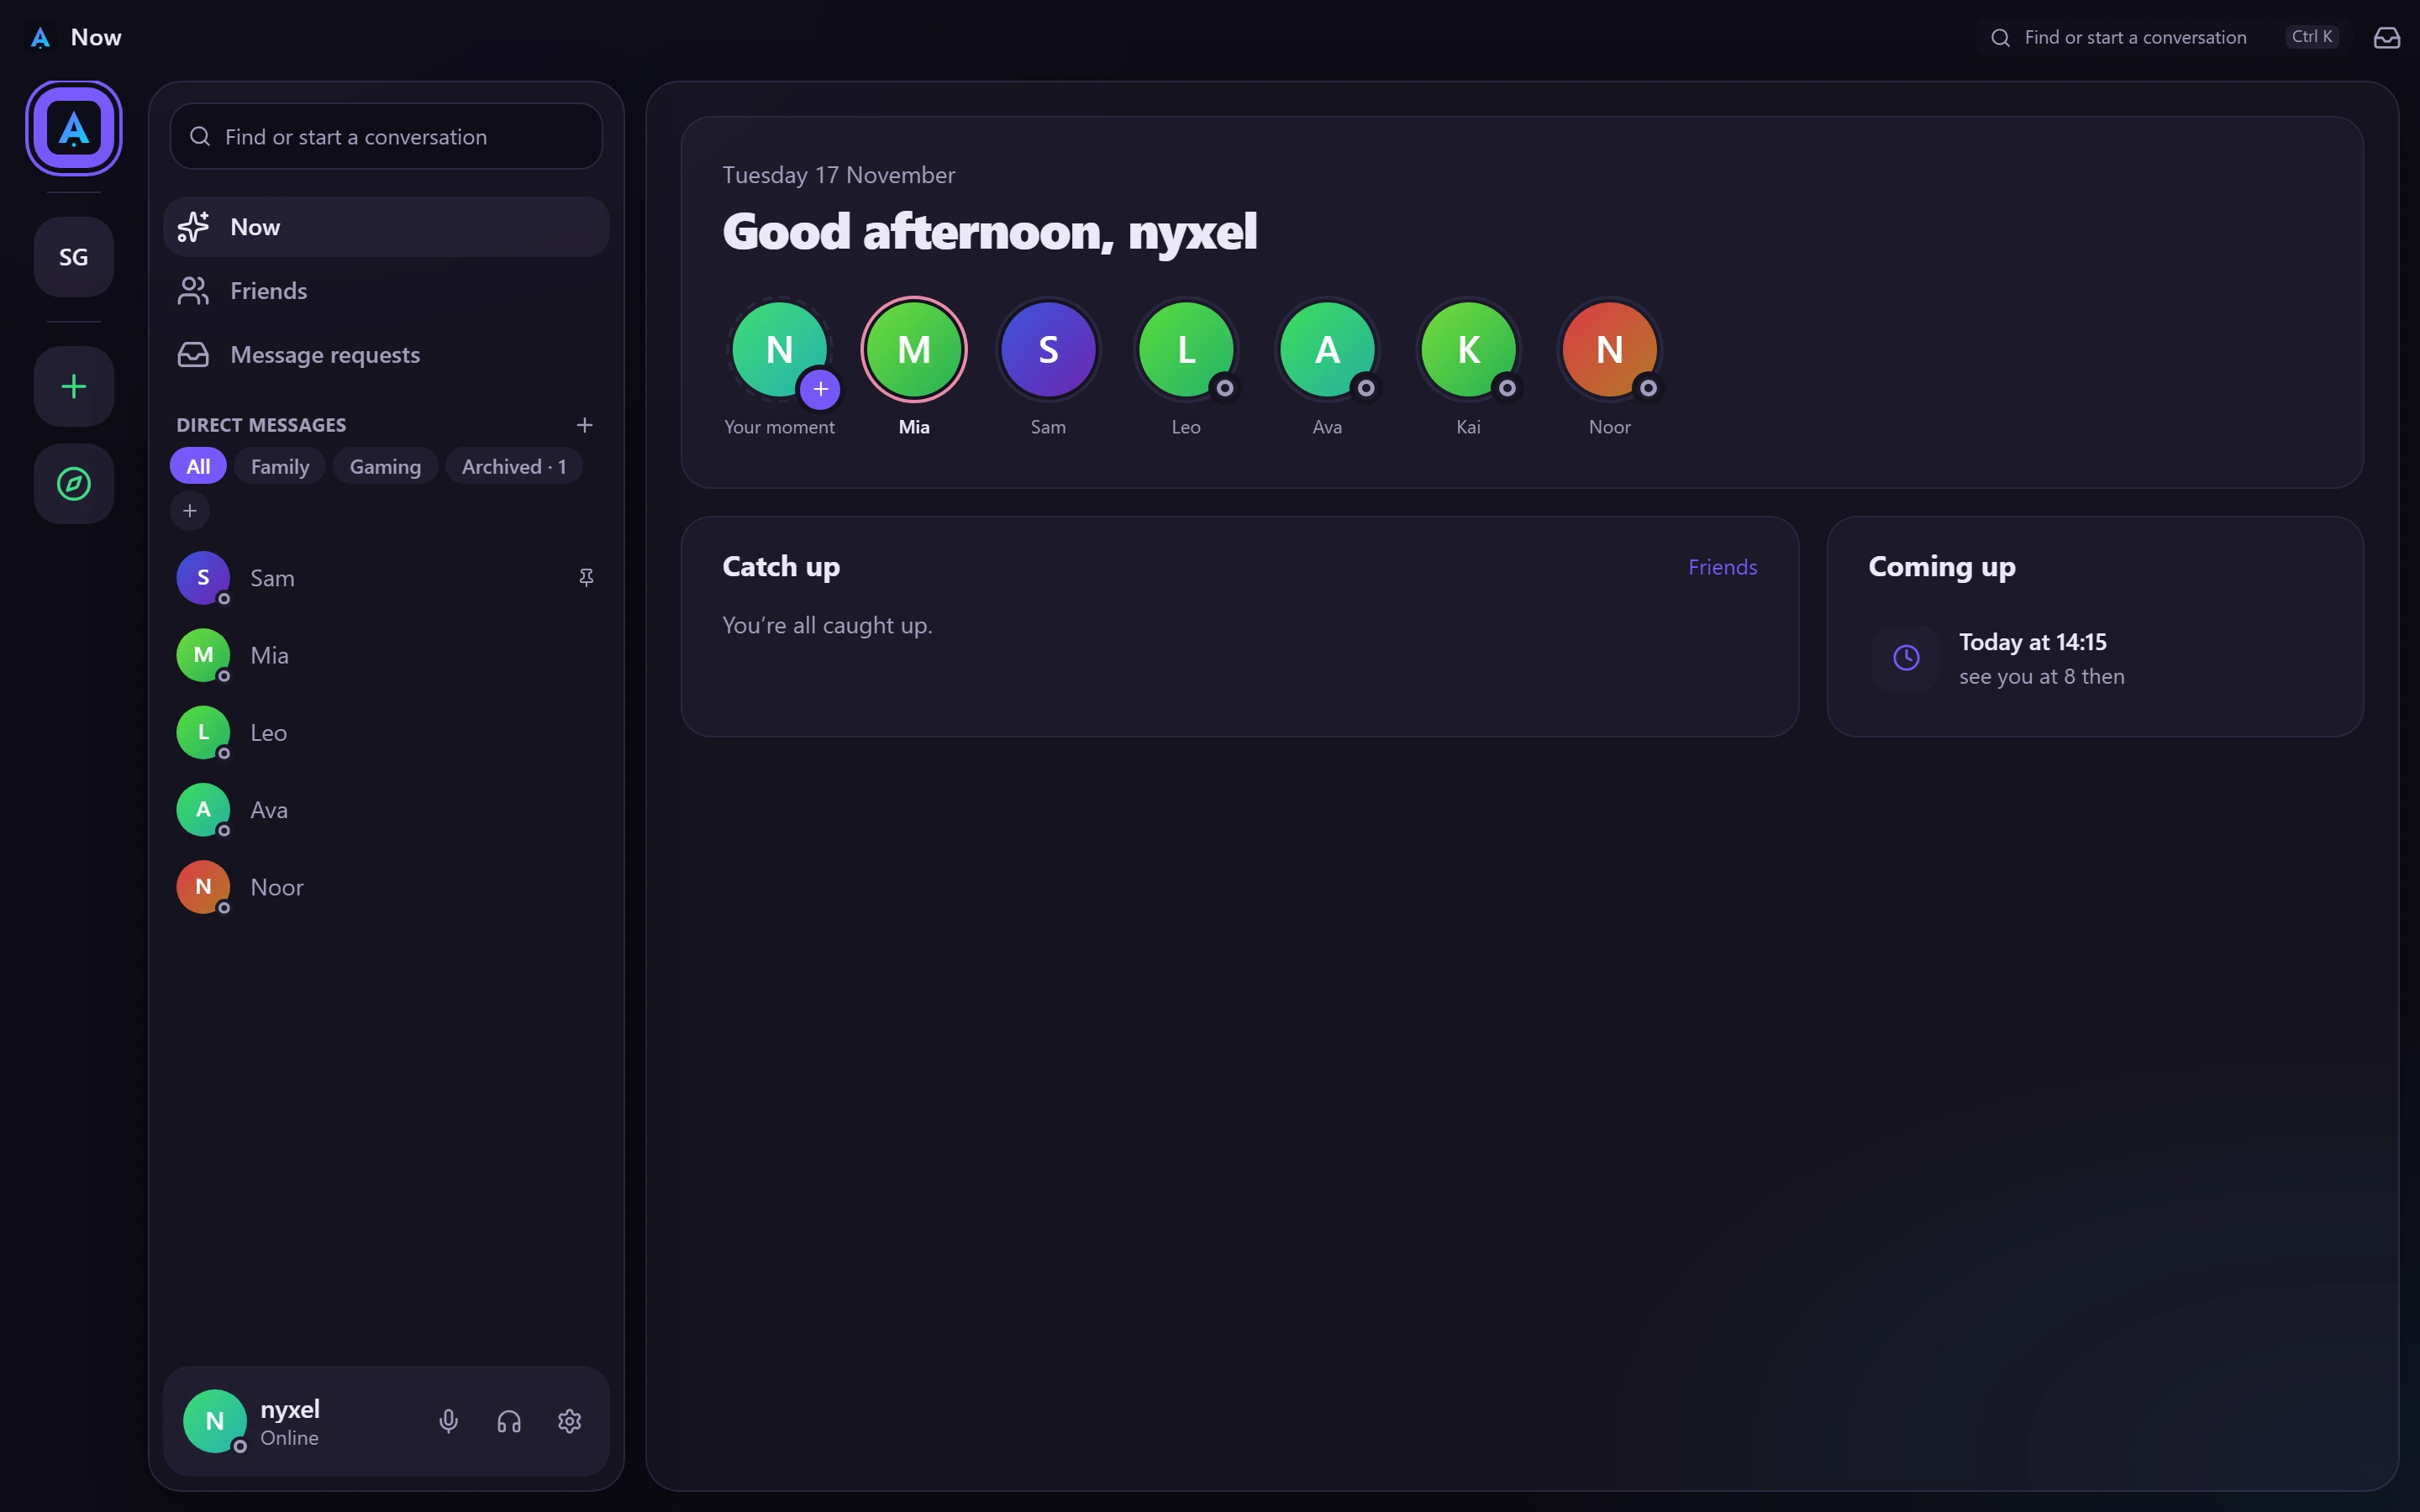 Now
Find or start a conversation
Ctrl K
SG
Find or start a conversation
Now
Friends
Message requests
DIRECT MESSAGES
All
Family
Gaming
Archived · 1
S
Sam
M
Mia
L
Leo
A
Ava
N
Noor
N
nyxel
Online
Tuesday 17 November
Good afternoon, nyxel
N
M
S
L
A
K
N
Your moment
Mia
Sam
Leo
Ava
Kai
Noor
Catch up
Friends
You’re all caught up.
Coming up
Today at 14:15
see you at 8 then